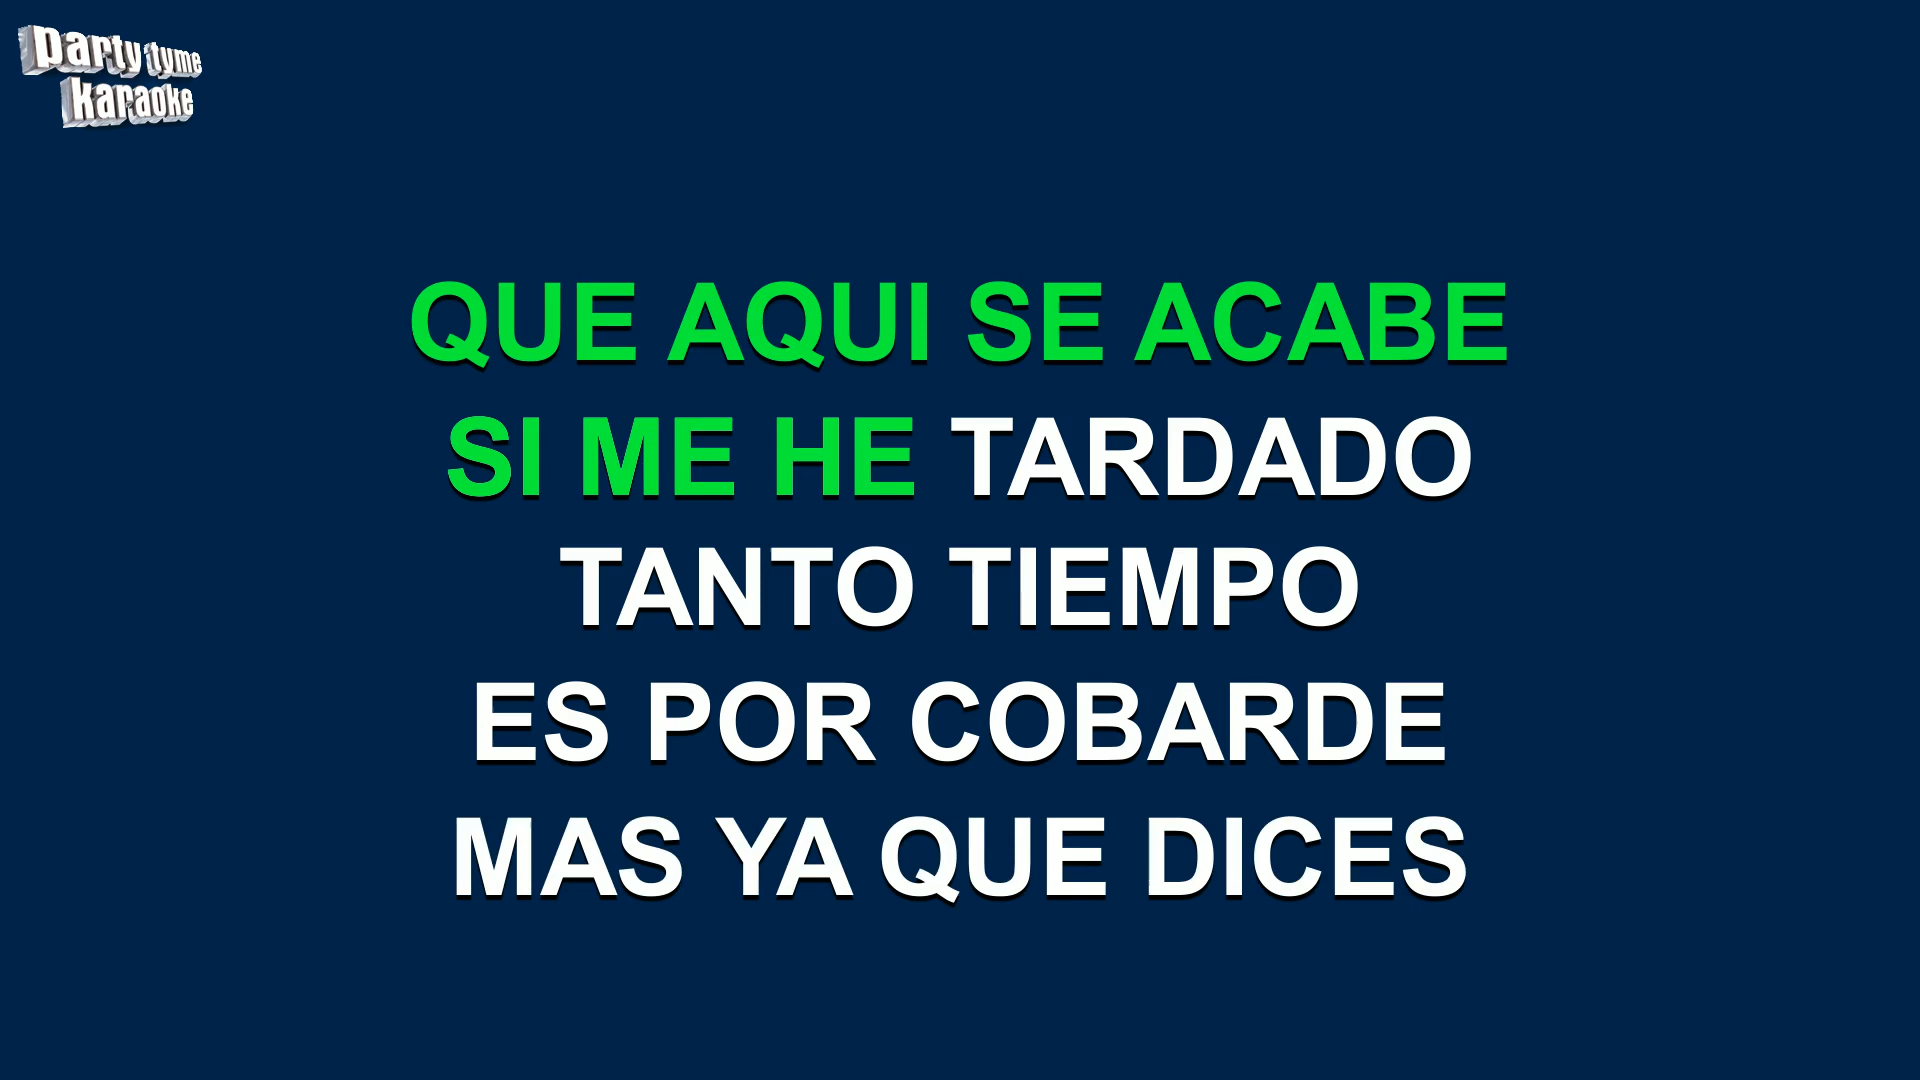 party tyme
karaoke
QUE AQUI SE ACABE
SI ME HE TARDADO
TANTO TIEMPO
ES POR COBARDE
MAS YA QUE DICES